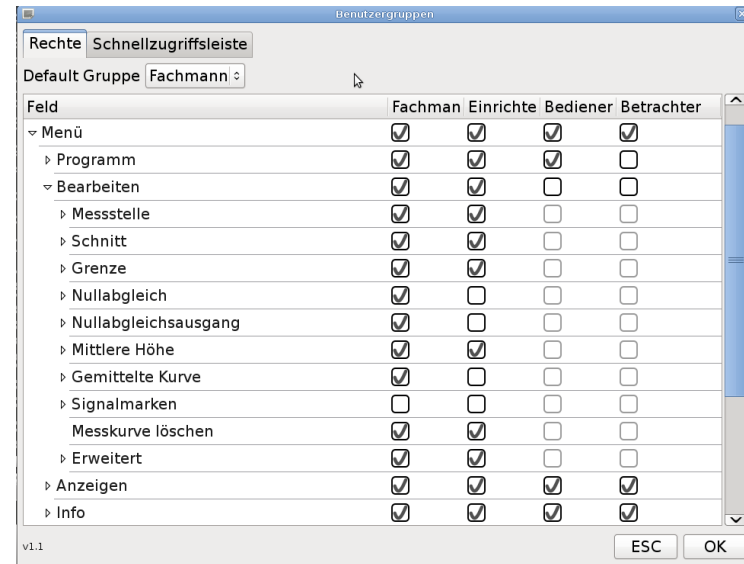 Benutzergruppen
Rechte Schnellzugriffsleiste
Default Gruppe Fachmann
Feld Fachman Einrichte Bediener Betrachter
Menü
Programm
Bearbeiten
Messstelle
Schnitt
Grenze
Nullabgleich
Nullabgleichsausgang
Mittlere Höhe
Gemittelte Kurve
Signalmarken
Messkurve löschen
Erweitert
Anzeigen
Info
v1.1 ESC OK